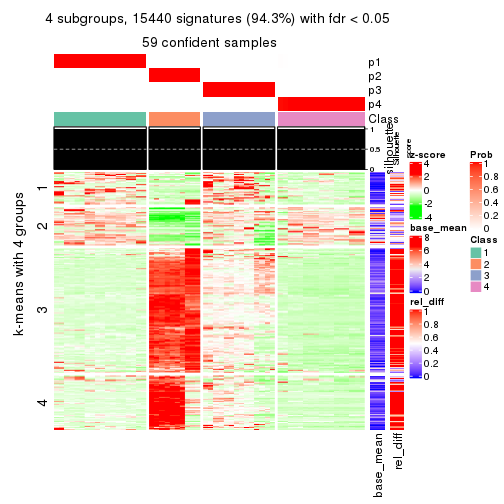 4 subgroups, 15440 signatures (94.3%) with fdr < 0.05
59 confident samples
p1
p2
p3
p4
Class
1
0.5
0
silhouette
Silhouette
score
k-means with 4 groups
1
2
3
4
base_mean
rel_diff
z-score
4
2
0
-2
-4
base_mean
8
6
4
2
0
rel_diff
1
0.8
0.6
0.4
0.2
0
Prob
1
0.8
0.6
0.4
0.2
0
Class
1
2
3
4